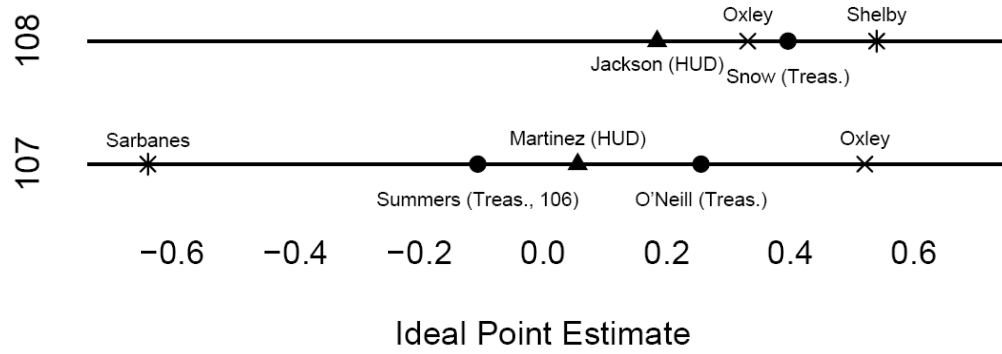 108
Oxley
Shelby
Jackson (HUD)
Snow (Treas.)
107
Sarbanes
Martinez (HUD)
Oxley
Summers (Treas., 106)
O'Neill (Treas.)
−0.6 −0.4 −0.2 0.0 0.2 0.4 0.6
Ideal Point Estimate